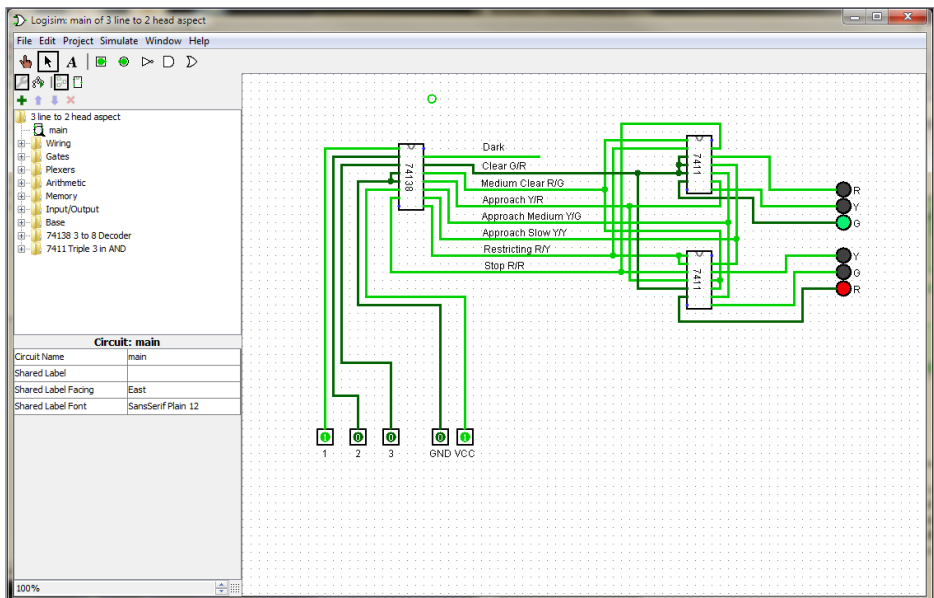 Logisim: main of 3 line to 2 head aspect
File Edit Project Simulate Window Help
A
3 line to 2 head aspect
main
Wiring
Gates
Plexers
Arithmetic
Memory
Input/Output
Base
74138 3 to 8 Decoder
7411 Triple 3 in AND
Circuit: main
Circuit Name main
Shared Label
Shared Label Facing East
Shared Label Font SansSerif Plain 12
100%
74138
Dark
Clear G/R
Medium Clear R/G
Approach Y/R
Approach Medium Y/G
Approach Slow Y/Y
Restricting R/Y
Stop R/R
7411
R
Y
G
7411
Y
G
R
1 0 0 0 1
1 2 3 GND VCC